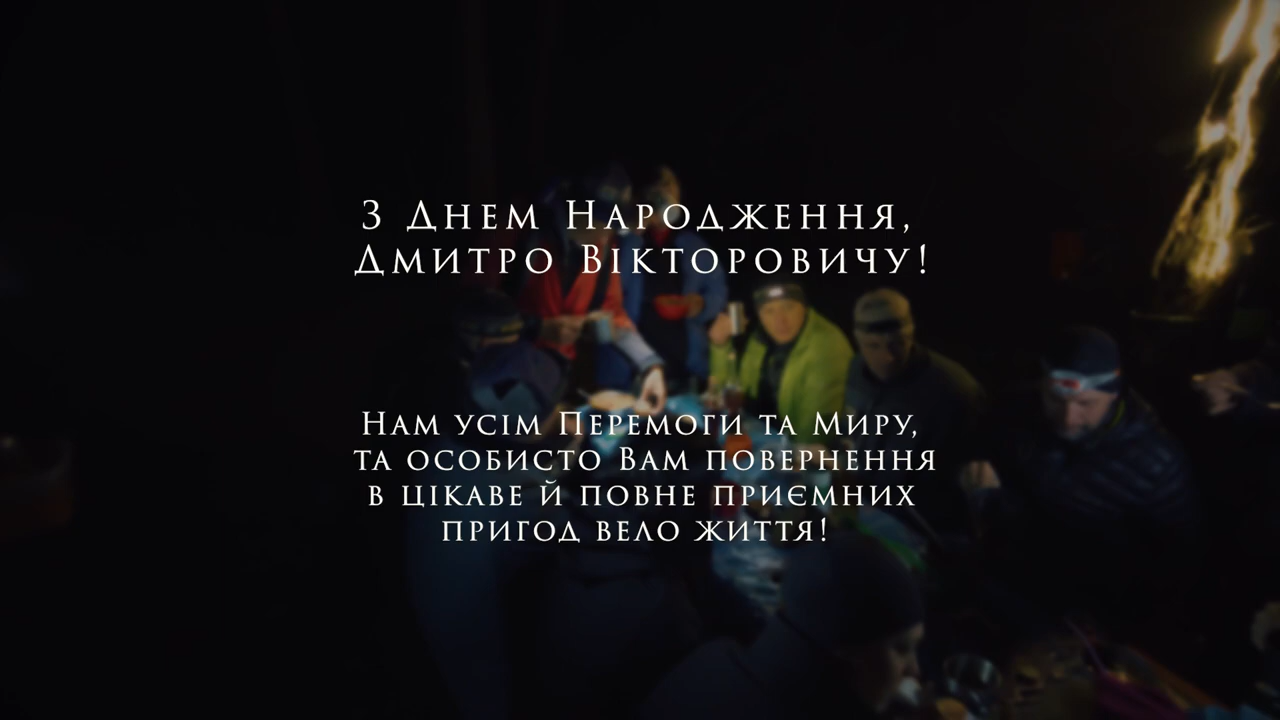 З Днем Народження,
Дмитро Вікторовичу!
Нам усім Перемоги та Миру,
та особисто Вам повернення
в цікаве й повне приємних
пригод вело життя!